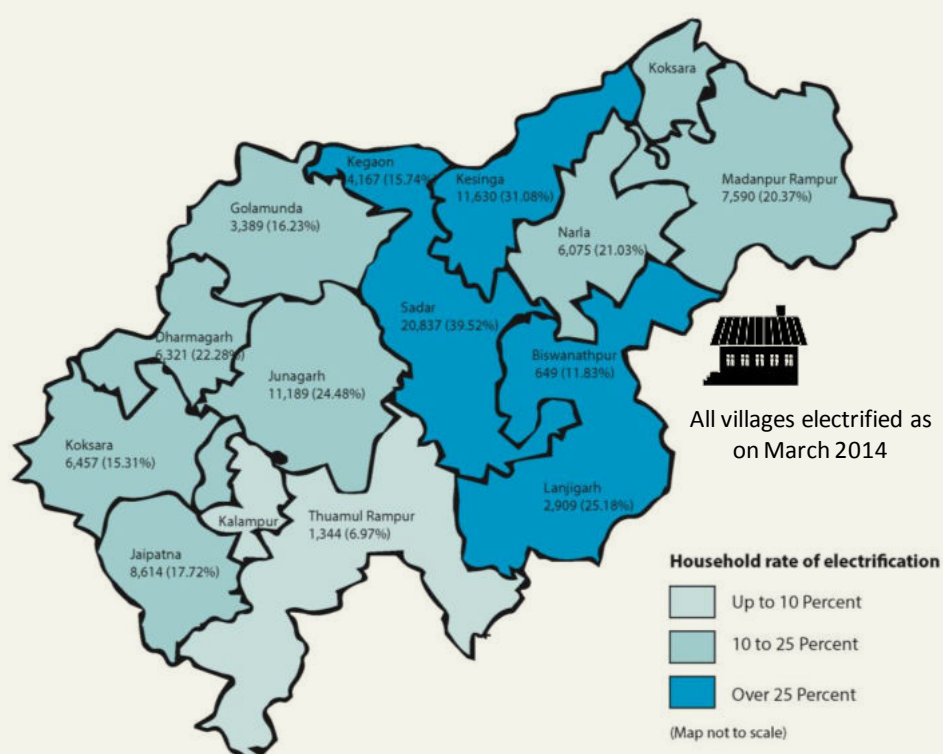 Koksara
Kegaon
4,167 (15.74%)
Kesinga
11,630 (31.08%)
Madanpur Rampur
7,590 (20.37%)
Golamunda
3,389 (16.23%)
Narla
6,075 (21.03%)
Sadar
20,837 (39.52%)
Dharmagarh
6,321 (22.28%)
Biswanathpur
649 (11.83%)
Junagarh
11,189 (24.48%)
All villages electrified as
on March 2014
Koksara
6,457 (15.31%)
Lanjigarh
2,909 (25.18%)
Kalampur
Thuamul Rampur
1,344 (6.97%)
Jaipatna
8,614 (17.72%)
Household rate of electrification
Up to 10 Percent
10 to 25 Percent
Over 25 Percent
(Map not to scale)